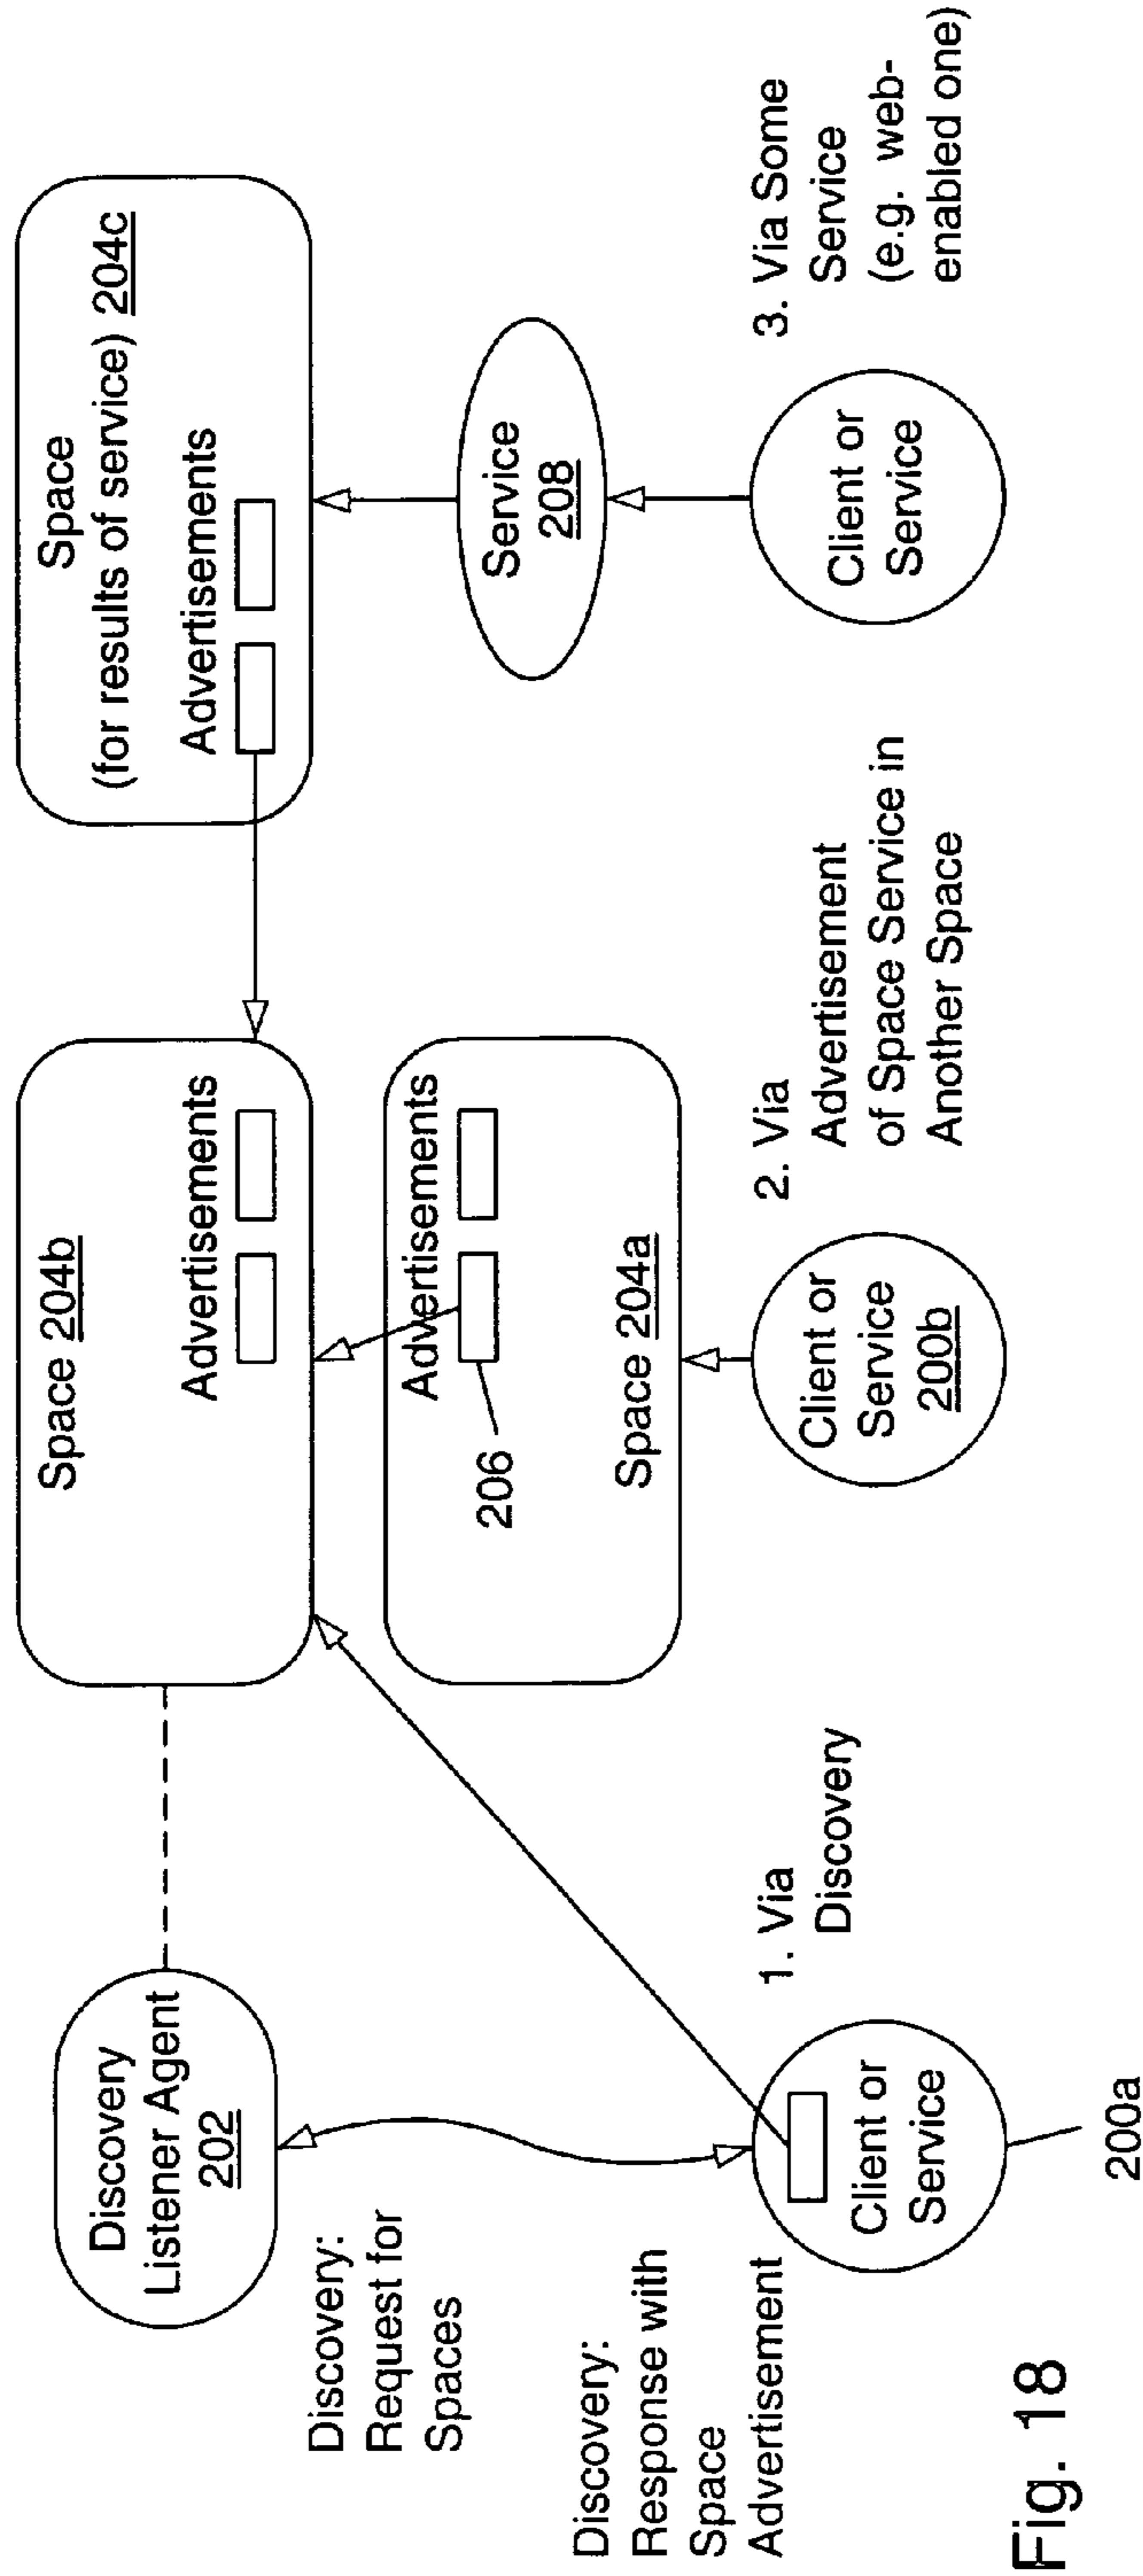 Discovery
Listener Agent
202
Discovery:
Request for
Spaces
Discovery:
Response with
Space
Advertisement
Client or
Service
200a
1. Via
Discovery
Space 204b
Advertisements
Advertisements
206
Space 204a
Client or
Service
200b
2. Via
Advertisement
of Space Service in
Another Space
Space
(for results of service) 204c
Advertisements
Service
208
Client or
Service
3. Via Some
Service
(e.g. web-
enabled one)
Fig. 18